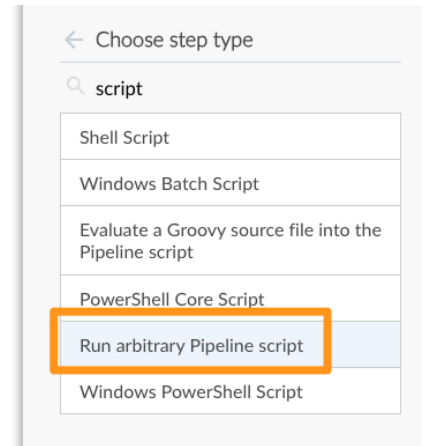 Choose step type
script
Shell Script
Windows Batch Script
Evaluate a Groovy source file into the
Pipeline script
PowerShell Core Script
Run arbitrary Pipeline script
Windows PowerShell Script